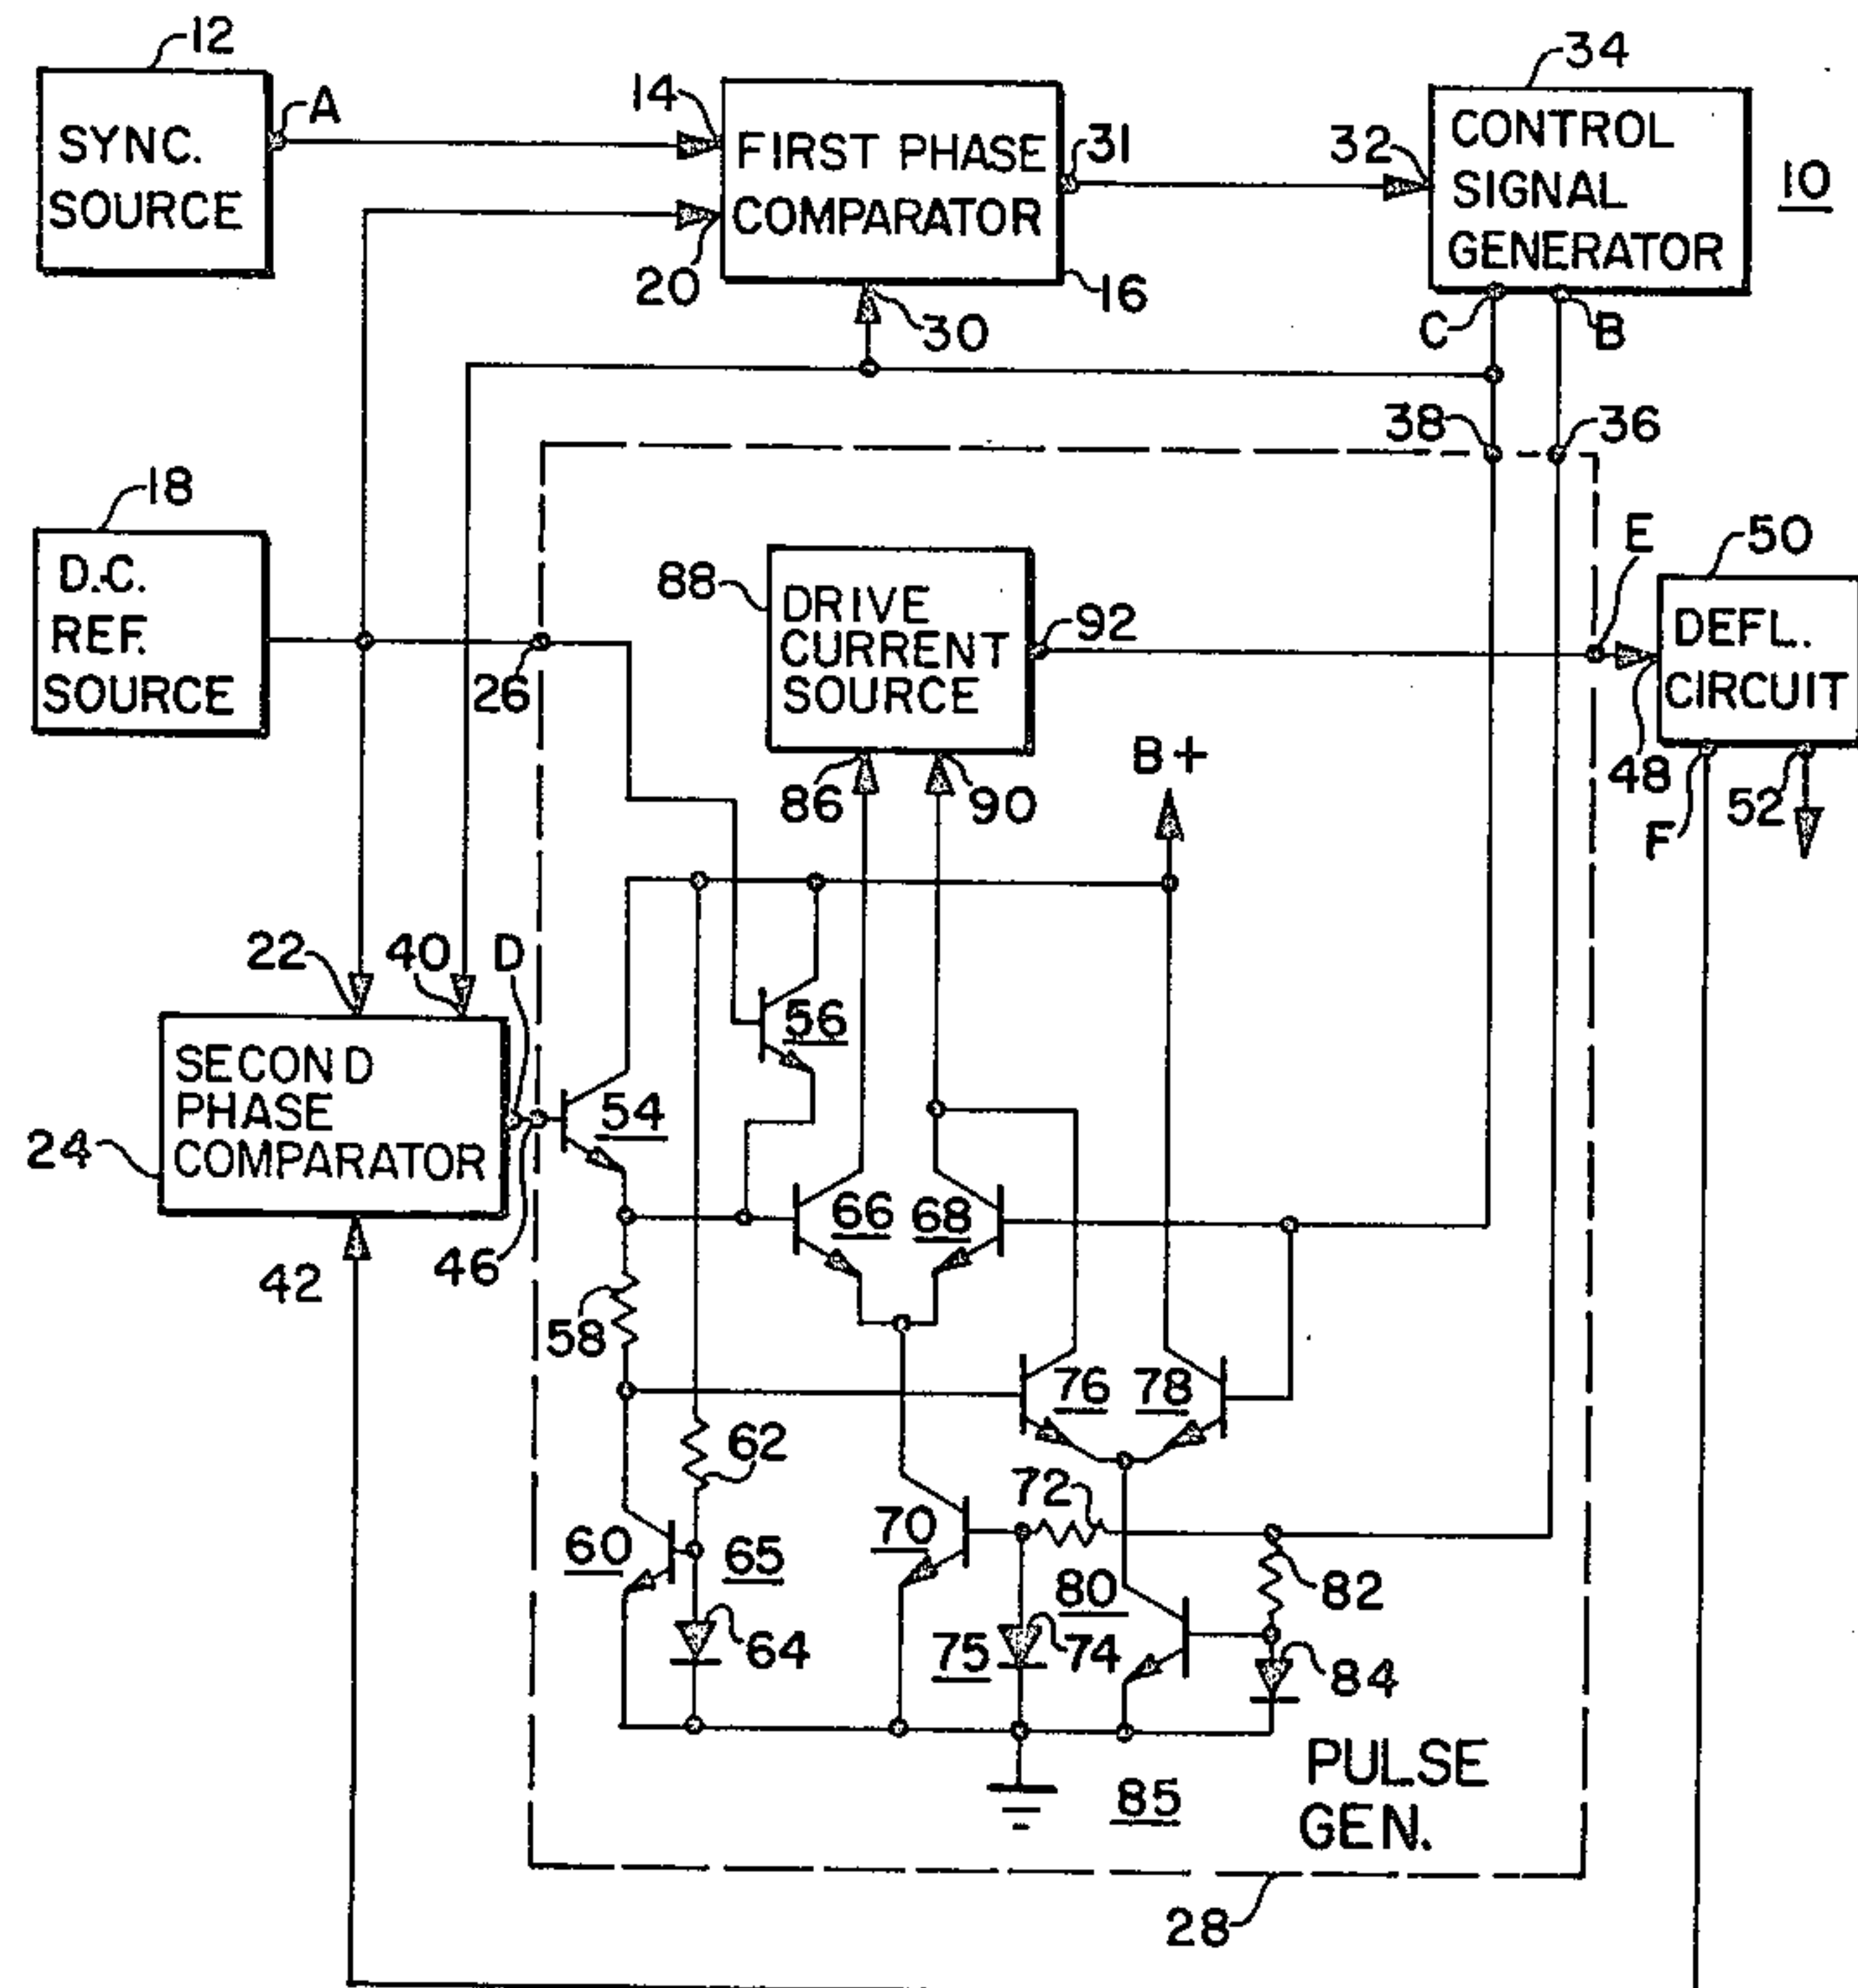 12
SYNC.
SOURCE
A
14
FIRST PHASE
COMPARATOR
20
16
30
31
32
34
CONTROL
SIGNAL
GENERATOR
10
C
B
38
36
18
D.C.
REF.
SOURCE
26
88
DRIVE
CURRENT
SOURCE
92
86
90
B+
E
50
DEFL.
CIRCUIT
48
F
52
22
40
D
SECOND
PHASE
COMPARATOR
24
42
46
54
56
66
68
58
76
78
62
72
60
65
70
80
82
64
75
74
84
85
PULSE
GEN.
28